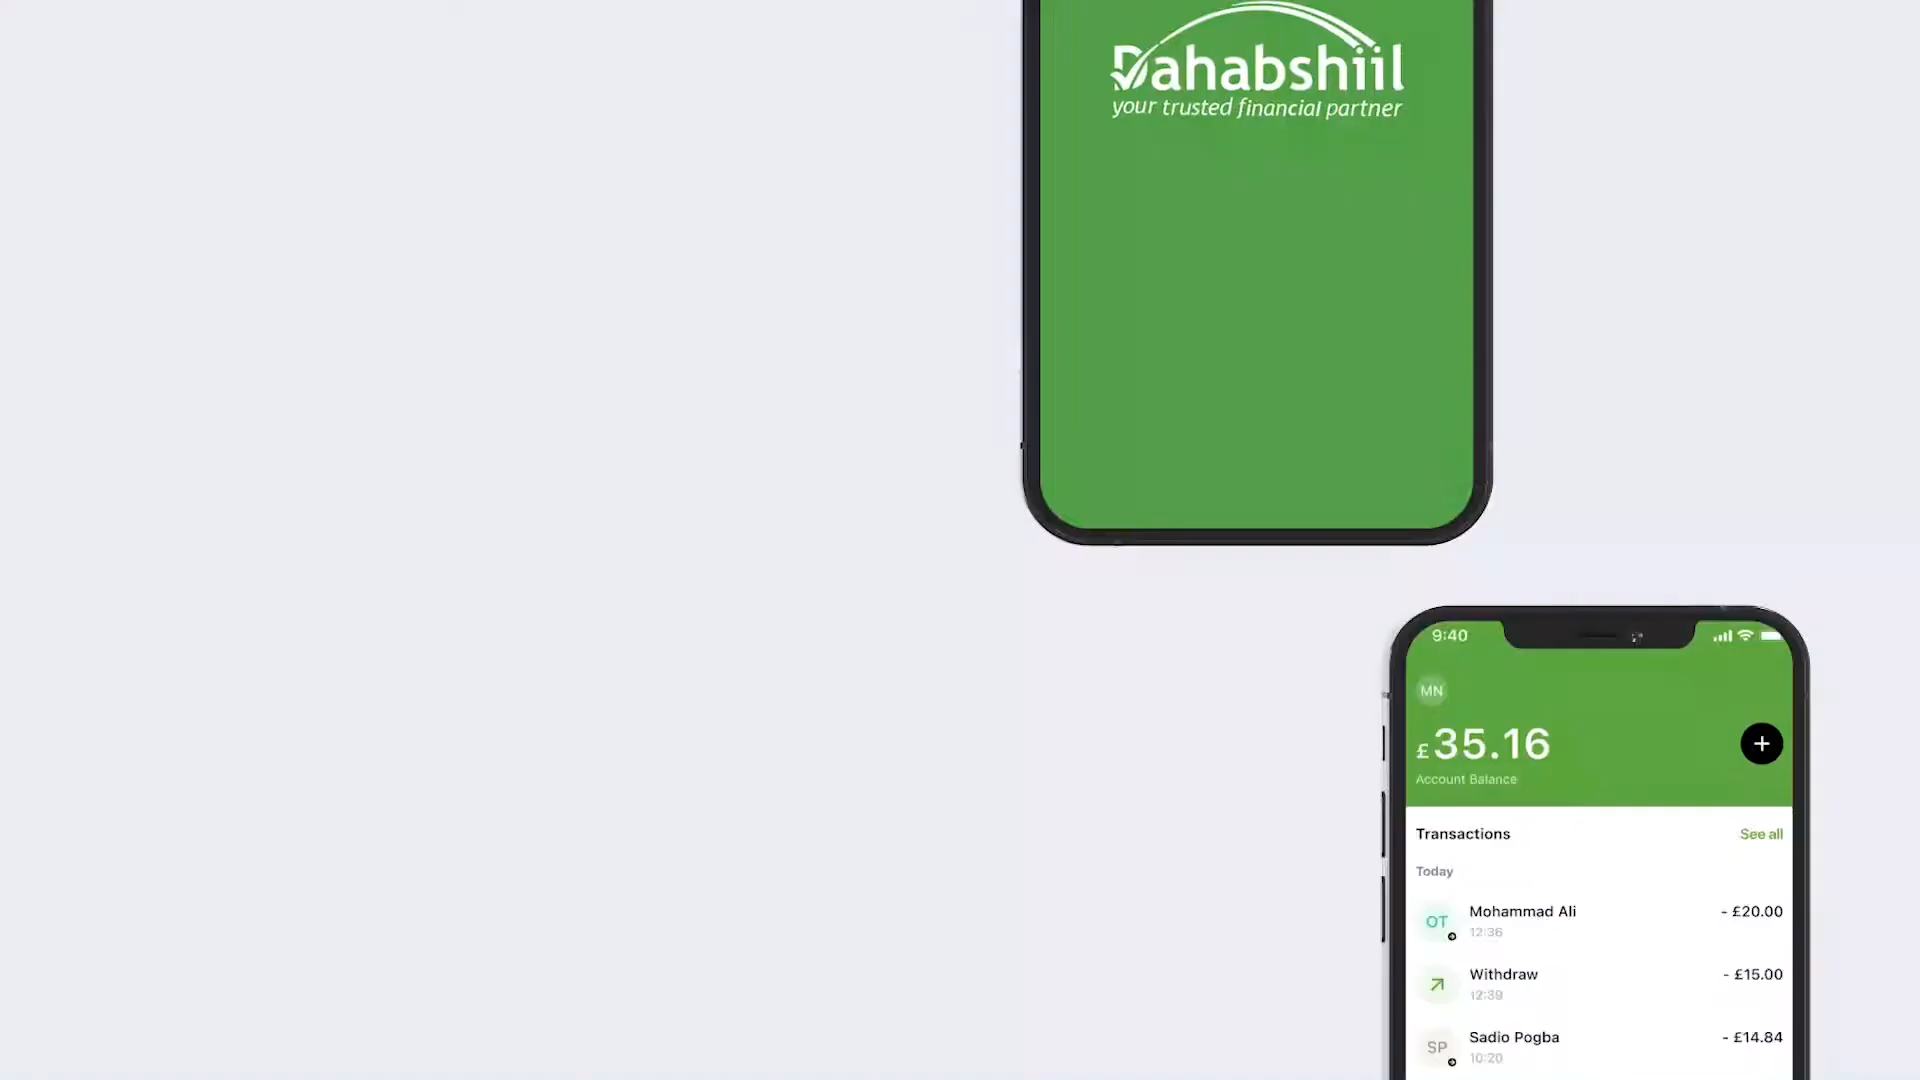 Dahabshiil
your trusted financial partner
9:40
MN
£35.16
Account Balance
Transactions
See all
Today
OT
Mohammad Ali
- £20.00
12:36
Withdraw
- £15.00
12:39
SP
Sadio Pogba
- £14.84
10:20